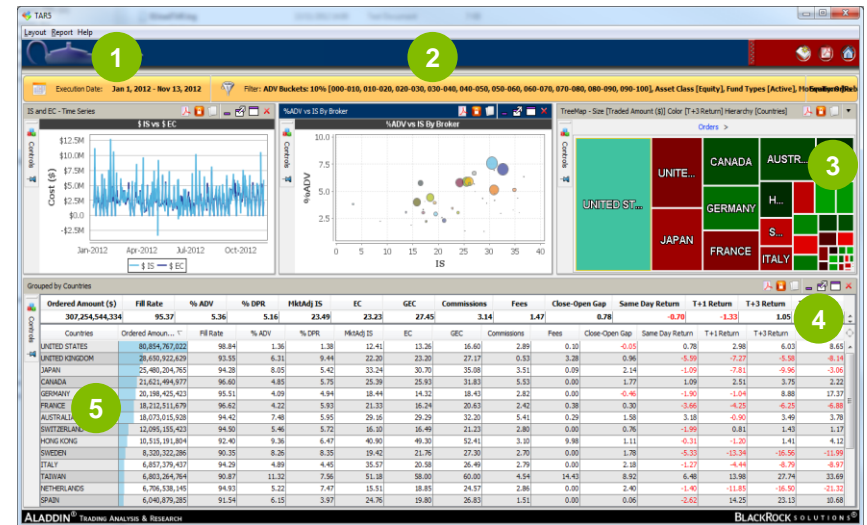 TARS
Layout Report Help
1
2
Execution Date: Jan 1, 2012 - Nov 13, 2012 Filter: ADV Buckets: 10% [000-010, 010-020, 020-030, 030-040, 040-050, 050-060, 060-070, 070-080, 080-090, 090-100], Asset Class [Equity], Fund Types [Active],
IS and EC - Time Series
%ADV vs IS By Broker
TreeMap - Size [Traded Amount ($)] Color [T+3 Return] Hierarchy [Countries]
$ IS vs $ EC
%ADV vs IS By Broker
Orders >
Controls
Controls
Controls
Cost ($)
$12.5M
$10.0M
$7.5M
$5.0M
$2.5M
$0.0
-$2.5M
Jan-2012 Apr-2012 Jul-2012 Oct-2012
$ IS $ EC
%ADV
10.0
7.5
5.0
2.5
0 5 10 15 20 25 30 35 40
IS
UNITED ST...
UNITE...
JAPAN
CANADA
GERMANY
FRANCE
AUSTR...
H...
S...
ITALY
3
Grouped by Countries
Controls
Ordered Amount ($) Fill Rate % ADV % DPR MktAdj IS EC GEC Commissions Fees Close-Open Gap Same Day Return T+1 Return T+3 Return
307,254,544,334 95.37 5.36 5.16 23.49 23.23 27.45 3.14 1.47 0.78 -0.70 -1.33 1.05
4
Countries Ordered Amoun... Fill Rate % ADV % DPR MktAdj IS EC GEC Commissions Fees Close-Open Gap Same Day Return T+1 Return T+3 Return
UNITED STATES 80,854,767,022 98.84 1.36 1.38 12.41 13.26 16.60 2.89 0.10 -0.05 0.78 2.98 6.03 8.65
UNITED KINGDOM 28,650,922,629 93.55 6.31 9.44 22.20 23.20 27.17 0.53 3.28 0.96 -5.59 -7.27 -5.58 -8.14
JAPAN 25,480,204,765 94.28 8.05 5.42 33.24 30.70 35.08 3.51 0.09 2.14 -1.09 -7.81 -9.96 -3.06
CANADA 21,621,494,977 96.60 4.85 5.75 25.39 25.93 31.83 5.53 0.00 1.77 1.09 2.51 3.75 2.22
GERMANY 20,198,425,423 95.51 4.09 4.94 18.44 14.32 18.43 2.82 0.00 -0.46 -1.90 -1.04 8.88 17.37
FRANCE 18,212,511,679 96.62 4.22 5.93 21.33 16.24 20.63 2.42 0.38 0.30 -3.66 -4.25 -6.25 -6.88
5
AUSTRALIA 18,073,015,928 94.42 7.48 5.95 29.16 29.29 32.20 5.41 0.29 1.58 3.18 -0.90 3.49 3.78
SWITZERLAND 12,095,155,423 94.50 5.46 5.72 16.10 16.49 21.23 2.80 0.00 0.76 -1.99 0.81 1.43 1.17
HONG KONG 10,515,191,804 92.40 9.36 6.47 40.90 49.30 52.41 3.10 9.98 1.11 -0.31 -1.20 1.41 4.12
SWEDEN 8,320,322,286 90.35 8.26 8.35 19.42 21.76 27.30 2.70 0.00 1.78 -5.33 -13.34 -16.56 -11.99
ITALY 6,857,379,437 94.29 4.89 4.45 35.57 20.58 26.49 2.79 0.00 2.18 -1.27 -4.44 -8.79 -8.97
TAIWAN 6,803,264,764 90.87 11.32 7.56 51.18 58.00 60.00 4.54 14.43 8.92 6.48 13.98 27.74 33.69
NETHERLANDS 6,706,538,145 94.93 5.22 7.47 15.51 18.85 24.57 2.86 0.00 2.40 -1.40 -11.85 -16.50 -21.32
SPAIN 6,040,879,285 91.54 6.15 3.97 24.76 19.80 26.83 1.51 0.00 0.06 -2.62 14.25 23.13 10.68
ALADDIN® TRADING ANALYSIS & RESEARCH BLACKROCK SOLUTIONS®